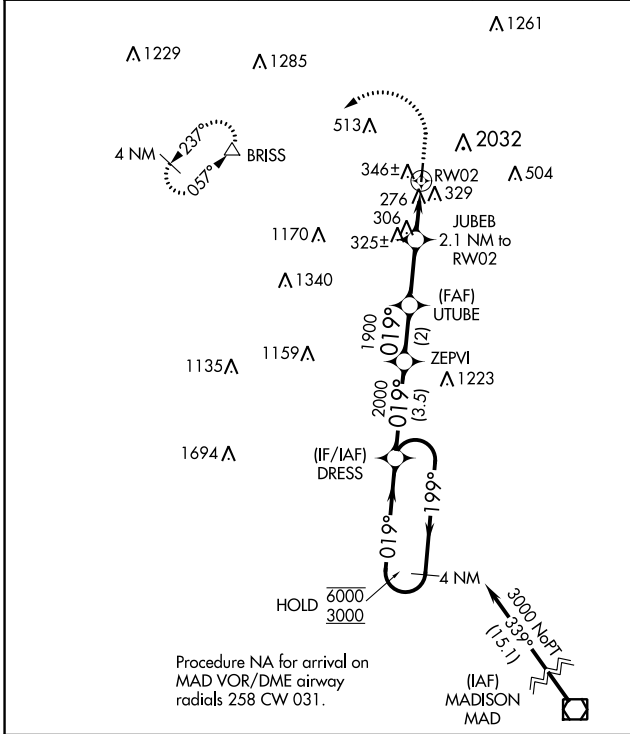 1261
1229
1285
513
2032
4 NM
237°
057°
BRISS
346±
RW02
504
276
329
306
325±
JUBEB
2.1 NM to
RW02
1170
1340
(FAF)
UTUBE
1900
019°
(2)
ZEPVI
1159
1135
1223
2000
019°
(3.5)
1694
(IF/IAF)
DRESS
019°
199°
4 NM
HOLD
6000
3000
3000 NoPT
339°
(15.1)
Procedure NA for arrival on
MAD VOR/DME airway
radials 258 CW 031.
(IAF)
MADISON
MAD